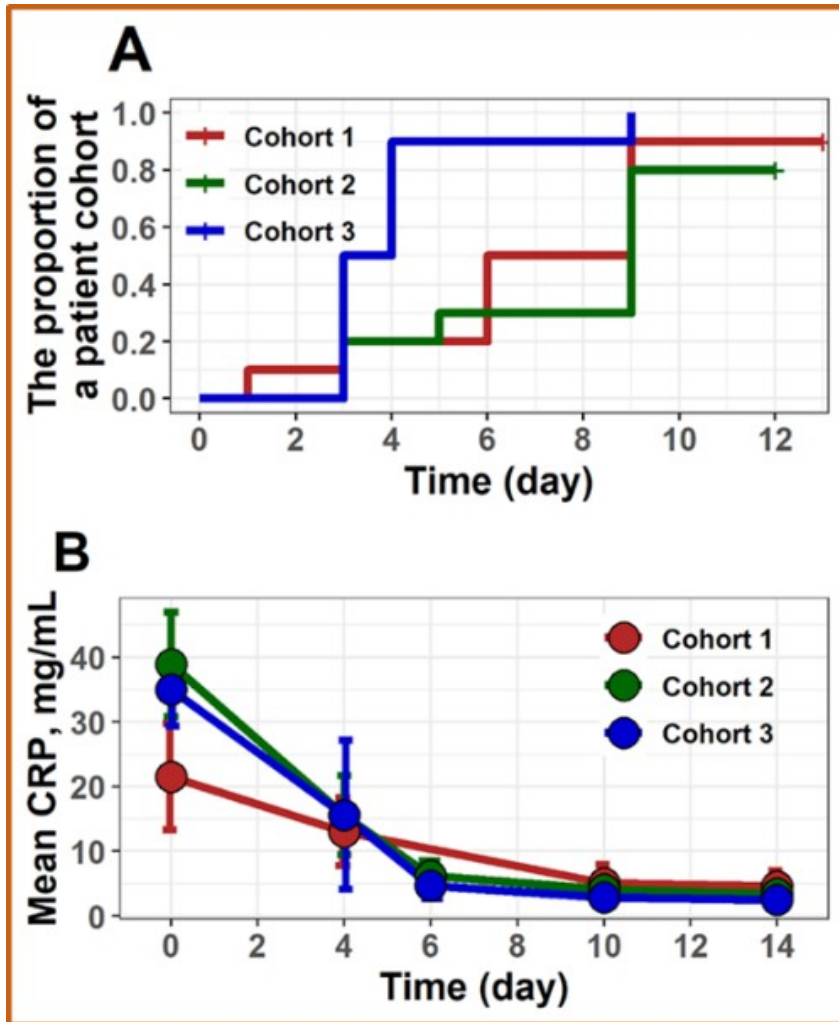 A
The proportion of
a patient cohort
1.0
0.8
0.6
0.4
0.2
0.0
Cohort 1
Cohort 2
Cohort 3
0 2 4 6 8 10 12
Time (day)
B
Mean CRP, mg/mL
40
30
20
10
0
Cohort 1
Cohort 2
Cohort 3
0 2 4 6 8 10 12 14
Time (day)